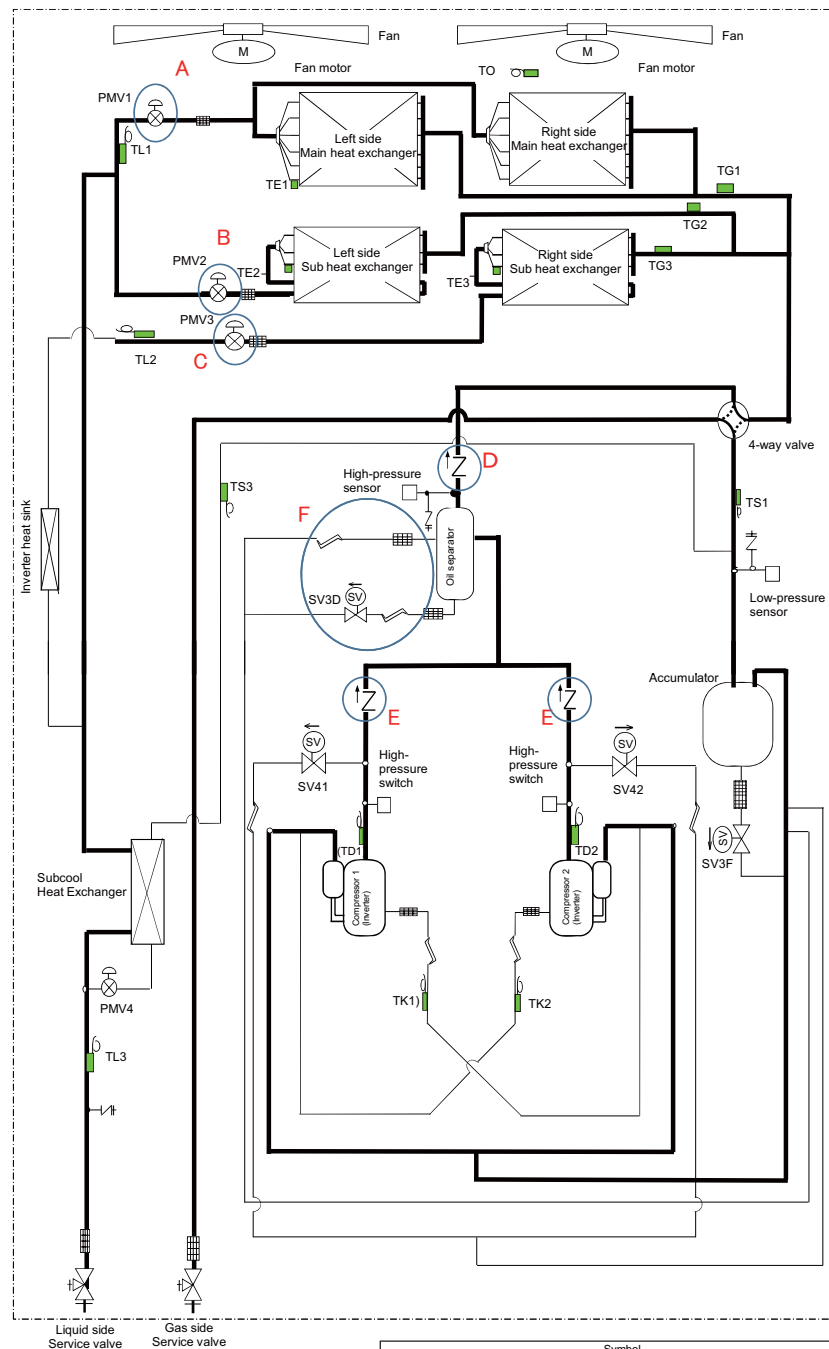 Fan
M
Fan
M
Fan
Fan motor
TO
Fan motor
A
PMV1
TL1
Left side
Main heat exchanger
Right side
Main heat exchanger
TE1
TG1
TG2
B
PMV2
TE2
Left side
Sub heat exchanger
TE3
Right side
Sub heat exchanger
TG3
PMV3
TL2
C
4-way valve
D
High-pressure
sensor
TS3
TS1
F
Inverter heat sink
Oil separator
SV3D
SV
Low-pressure
sensor
Accumulator
E
E
SV
SV41
High-
pressure
switch
High-
pressure
switch
SV
SV42
(TD1
TD2
SV
SV3F
Subcool
Heat Exchanger
Compressor 1
(Inverter)
Compressor 2
(Inverter)
PMV4
TK1)
TK2
TL3
Liquid side
Service valve
Gas side
Service valve
Symbol